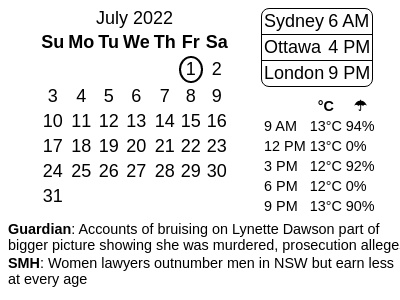 July 2022
Su Mo Tu We Th Fr Sa
1 2
3 4 5 6 7 8 9
10 11 12 13 14 15 16
17 18 19 20 21 22 23
24 25 26 27 28 29 30
31
Sydney 6 AM
Ottawa 4 PM
London 9 PM
°C ☂
9 AM 13°C 94%
12 PM 13°C 0%
3 PM 12°C 92%
6 PM 12°C 0%
9 PM 13°C 90%
Guardian: Accounts of bruising on Lynette Dawson part of
bigger picture showing she was murdered, prosecution allege
SMH: Women lawyers outnumber men in NSW but earn less
at every age